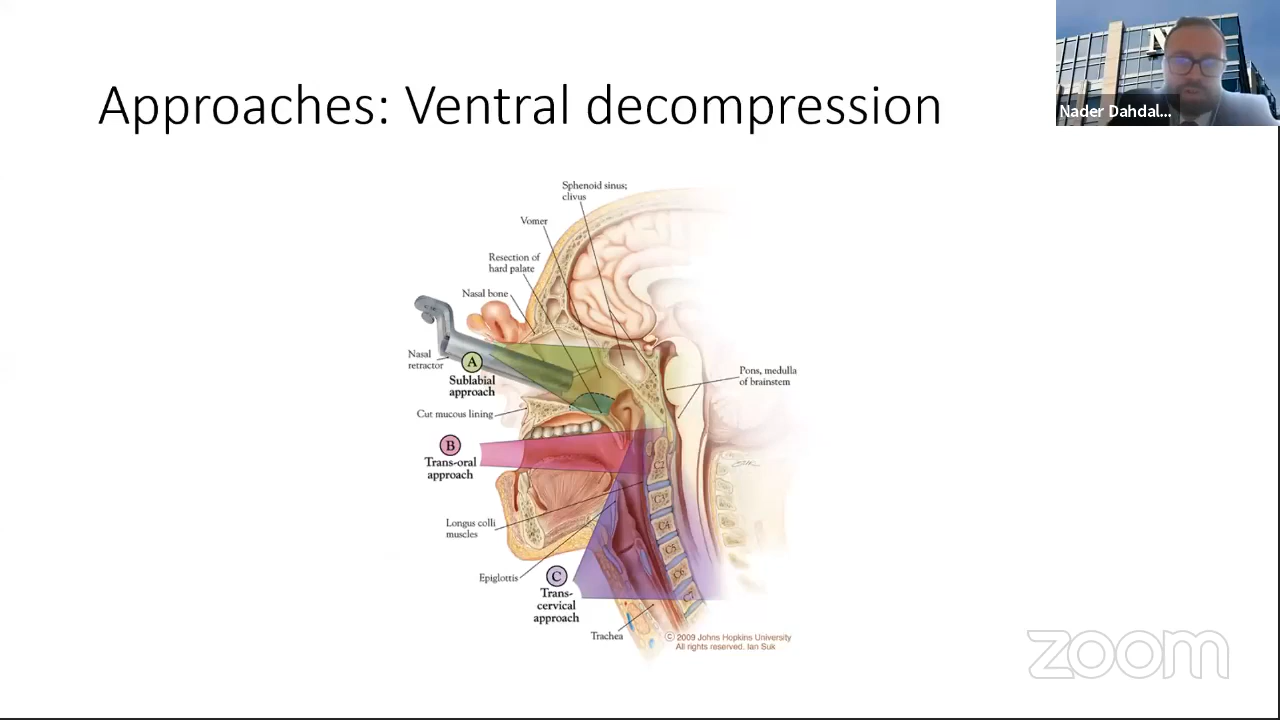 Approaches: Ventral decompression
N
Nader Dahdal...
Sphenoid sinus;
clivus
Vomer
Resection of
hard palate
Nasal bone
Nasal
retractor
A
Sublabial
approach
Pons, medulla
of brainstem
Cut mucous lining
B
Trans-oral
approach
C2
C3
C4
C5
C6
C7
Longus colli
muscles
Epiglottis
C
Trans-
cervical
approach
Trachea
© 2009 Johns Hopkins University
All rights reserved. Ian Suk
zoom